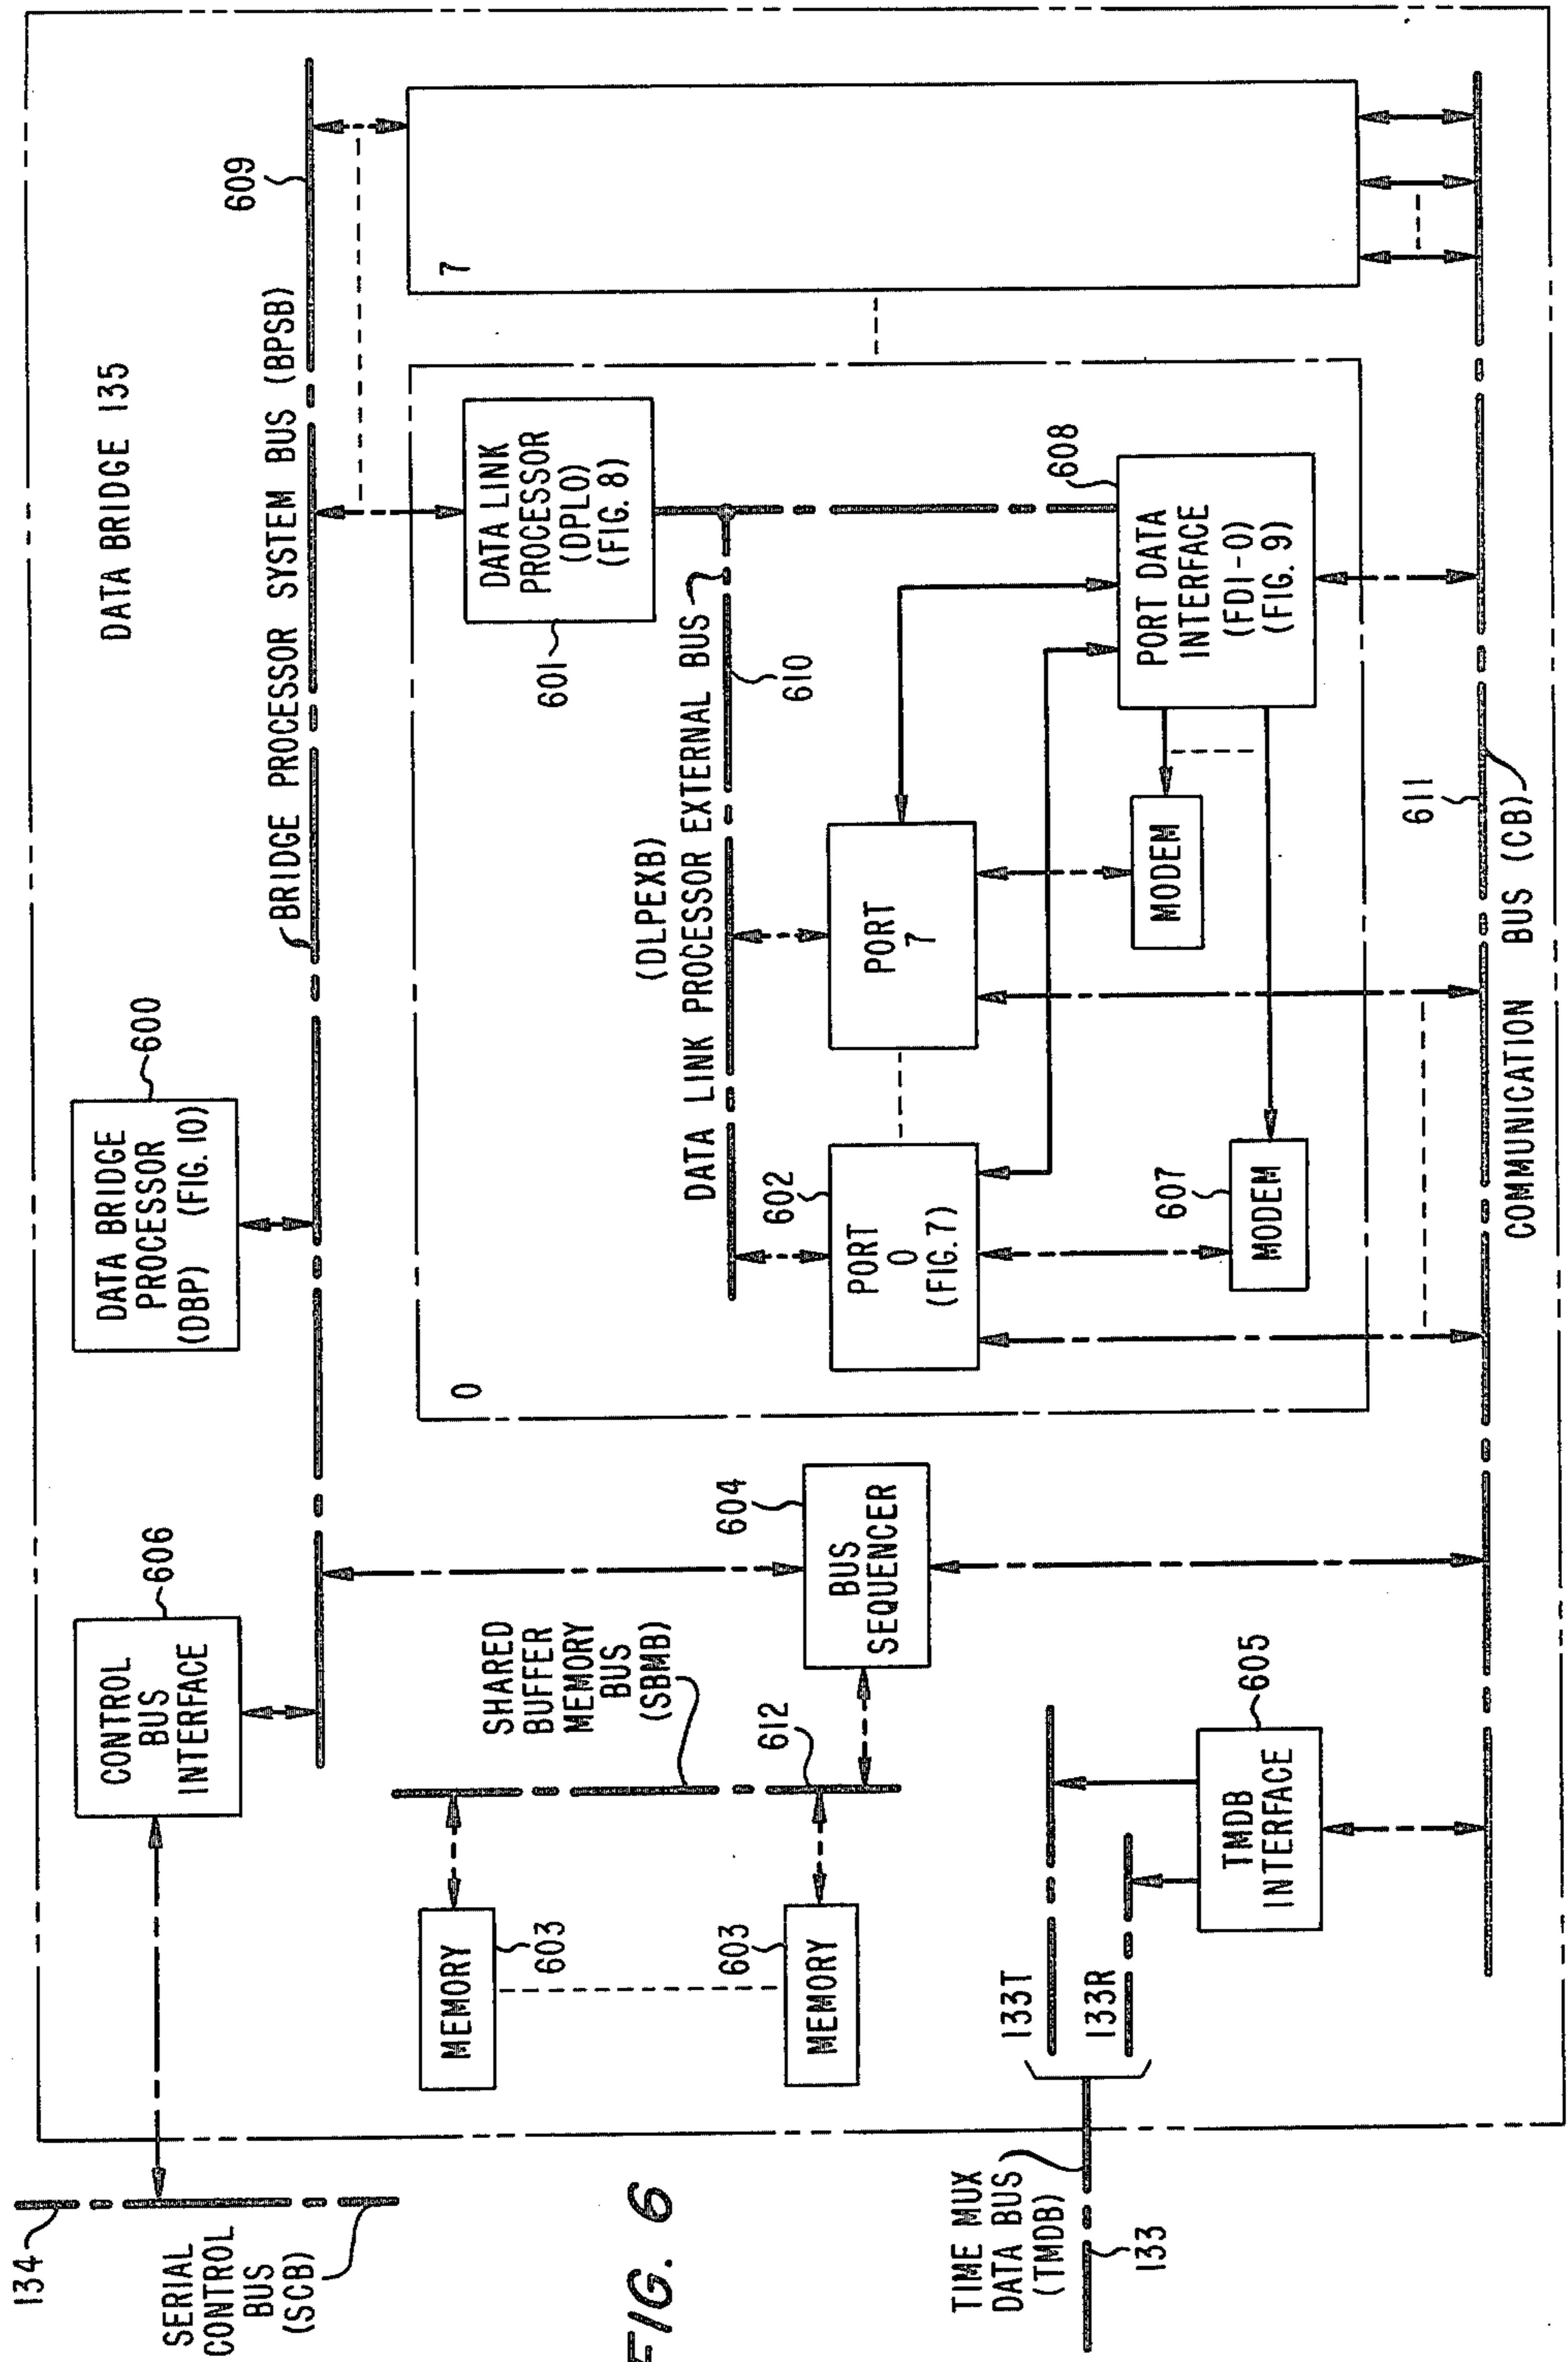 DATA BRIDGE 135
134
SERIAL
CONTROL
BUS
(SCB)
CONTROL
BUS
INTERFACE
606
DATA BRIDGE
PROCESSOR
(DBP) (FIG. 10)
600
BRIDGE PROCESSOR SYSTEM BUS (BPSB)
609
MEMORY
603
MEMORY
603
SHARED
BUFFER
MEMORY
BUS
(SBMB)
612
BUS
SEQUENCER
604
0
DATA LINK
PROCESSOR
(DPLO)
(FIG. 8)
601
(DLPEXB)
DATA LINK PROCESSOR EXTERNAL BUS
610
PORT
0
(FIG.7)
602
PORT
7
MODEM
607
MODEM
PORT DATA
INTERFACE
(FDI-0)
(FIG. 9)
608
7
TIME MUX
DATA BUS
(TMDB)
133
133T
133R
TMDB
INTERFACE
605
611
COMMUNICATION BUS (CB)
FIG. 6